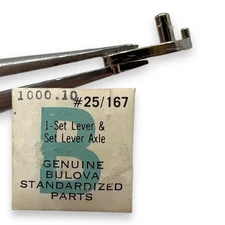 1000.10 #25/167
1-Set Lever &
Set Lever Axle
B
GENUINE
BULOVA
STANDARDIZED
PARTS